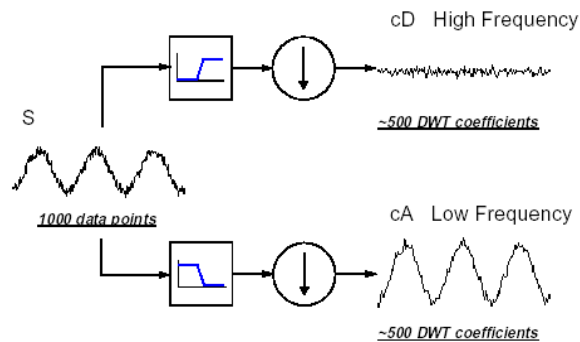 cD High Frequency
~500 DWT coefficients
S
1000 data points
cA Low Frequency
~500 DWT coefficients